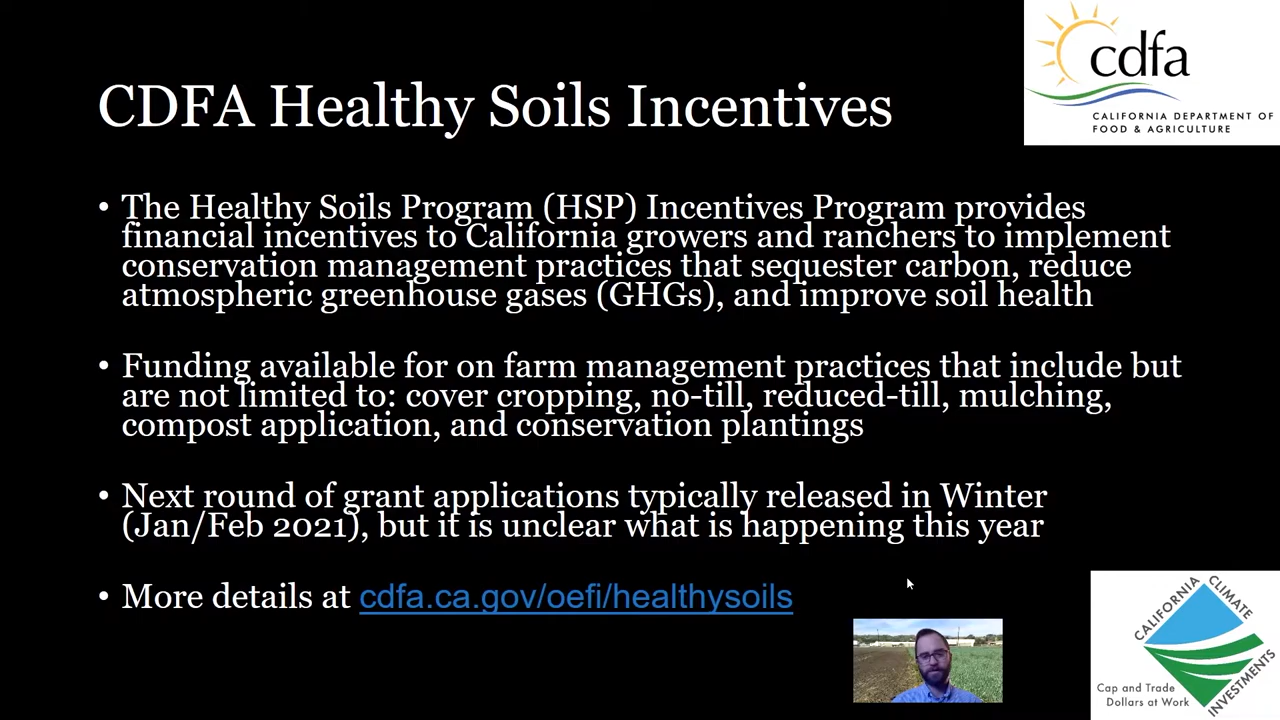 cdfa
CALIFORNIA DEPARTMENT OF
FOOD & AGRICULTURE
CDFA Healthy Soils Incentives
• The Healthy Soils Program (HSP) Incentives Program provides
financial incentives to California growers and ranchers to implement
conservation management practices that sequester carbon, reduce
atmospheric greenhouse gases (GHGs), and improve soil health
• Funding available for on farm management practices that include but
are not limited to: cover cropping, no-till, reduced-till, mulching,
compost application, and conservation plantings
• Next round of grant applications typically released in Winter
(Jan/Feb 2021), but it is unclear what is happening this year
• More details at cdfa.ca.gov/oefi/healthysoils
CALIFORNIA CLIMATE
INVESTMENTS
Cap and Trade
Dollars at Work